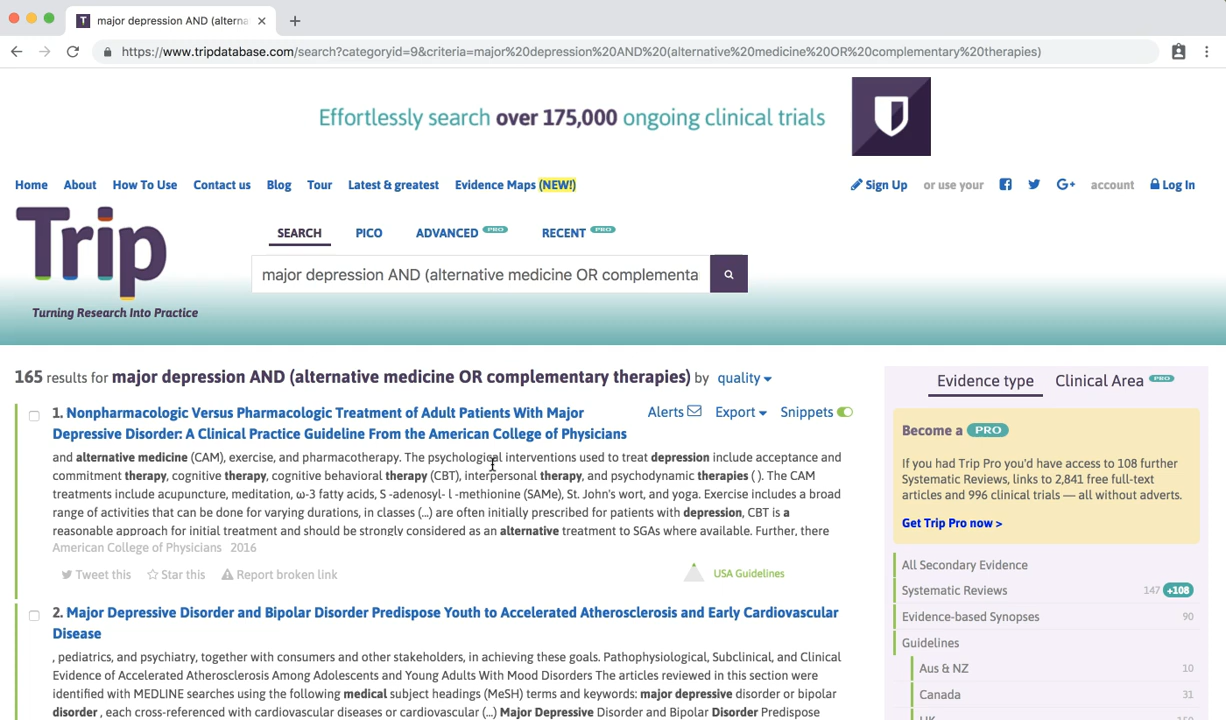 T major depression AND (alterna
https://www.tripdatabase.com/search?categoryid=9&criteria=major%20depression%20AND%20(alternative%20medicine%20OR%20complementary%20therapies)
Effortlessly search over 175,000 ongoing clinical trials
Home About How To Use Contact us Blog Tour Latest & greatest Evidence Maps (NEW!) Sign Up or use your G+ account Log In
Trip
Turning Research Into Practice
SEARCH PICO ADVANCED PRO RECENT PRO
major depression AND (alternative medicine OR complementa
165 results for major depression AND (alternative medicine OR complementary therapies) by quality
Alerts Export Snippets
1. Nonpharmacologic Versus Pharmacologic Treatment of Adult Patients With Major
Depressive Disorder: A Clinical Practice Guideline From the American College of Physicians
and alternative medicine (CAM), exercise, and pharmacotherapy. The psychological interventions used to treat depression include acceptance and
commitment therapy, cognitive therapy, cognitive behavioral therapy (CBT), interpersonal therapy, and psychodynamic therapies ( ). The CAM
treatments include acupuncture, meditation, ω-3 fatty acids, S -adenosyl- l -methionine (SAMe), St. John's wort, and yoga. Exercise includes a broad
range of activities that can be done for varying durations, in classes (...) are often initially prescribed for patients with depression, CBT is a
reasonable approach for initial treatment and should be strongly considered as an alternative treatment to SGAs where available. Further, there
American College of Physicians 2016
Tweet this Star this Report broken link USA Guidelines
2. Major Depressive Disorder and Bipolar Disorder Predispose Youth to Accelerated Atherosclerosis and Early Cardiovascular
Disease
, pediatrics, and psychiatry, together with consumers and other stakeholders, in achieving these goals. Pathophysiological, Subclinical, and Clinical
Evidence of Accelerated Atherosclerosis Among Adolescents and Young Adults With Mood Disorders The articles reviewed in this section were
identified with MEDLINE searches using the following medical subject headings (MeSH) terms and keywords: major depressive disorder or bipolar
disorder , each cross-referenced with cardiovascular diseases or cardiovascular (...) Major Depressive Disorder and Bipolar Disorder Predispose
Evidence type Clinical Area PRO
Become a PRO
If you had Trip Pro you'd have access to 108 further
Systematic Reviews, links to 2,841 free full-text
articles and 996 clinical trials — all without adverts.
Get Trip Pro now >
All Secondary Evidence
Systematic Reviews 147 +108
Evidence-based Synopses 90
Guidelines
Aus & NZ 10
Canada 31
UK